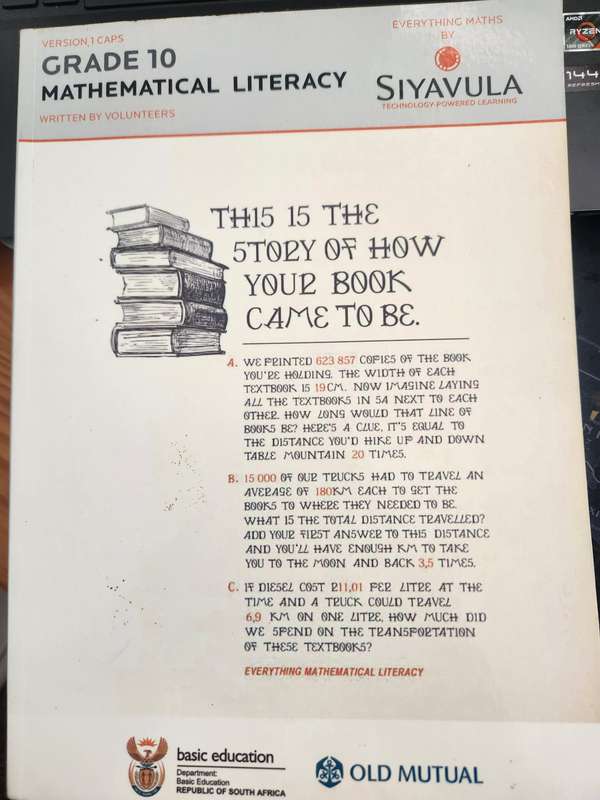 VERSION 1 CAPS
GRADE 10
MATHEMATICAL LITERACY
WRITTEN BY VOLUNTEERS
EVERYTHING MATHS
BY
SIYAVULA
TECHNOLOGY-POWERED LEARNING
AMD
RYZEN
144
REFRESH
THIS IS THE
STORY OF HOW
YOUR BOOK
CAME TO BE.
A. WE PRINTED 623 857 COPIES OF THE BOOK
YOU'RE HOLDING. THE WIDTH OF EACH
TEXTBOOK IS 19CM. NOW IMAGINE LAYING
ALL THE TEXTBOOKS IN SA NEXT TO EACH
OTHER. HOW LONG WOULD THAT LINE OF
BOOKS BE? HERE'S A CLUE, IT'S EQUAL TO
THE DISTANCE YOU'D HIKE UP AND DOWN
TABLE MOUNTAIN 20 TIMES.
B. 15 000 OF OUR TRUCKS HAD TO TRAVEL AN
AVERAGE OF 180KM EACH TO GET THE
BOOKS TO WHERE THEY NEEDED TO BE.
WHAT IS THE TOTAL DISTANCE TRAVELLED?
ADD YOUR FIRST ANSWER TO THIS DISTANCE
AND YOU'LL HAVE ENOUGH KM TO TAKE
YOU TO THE MOON AND BACK 3,5 TIMES.
C. IF DIESEL COST R11,01 PER LITRE AT THE
TIME AND A TRUCK COULD TRAVEL
6,9 KM ON ONE LITRE, HOW MUCH DID
WE SPEND ON THE TRANSPORTATION
OF THESE TEXTBOOKS?
EVERYTHING MATHEMATICAL LITERACY
basic education
Department:
Basic Education
REPUBLIC OF SOUTH AFRICA
OLD MUTUAL